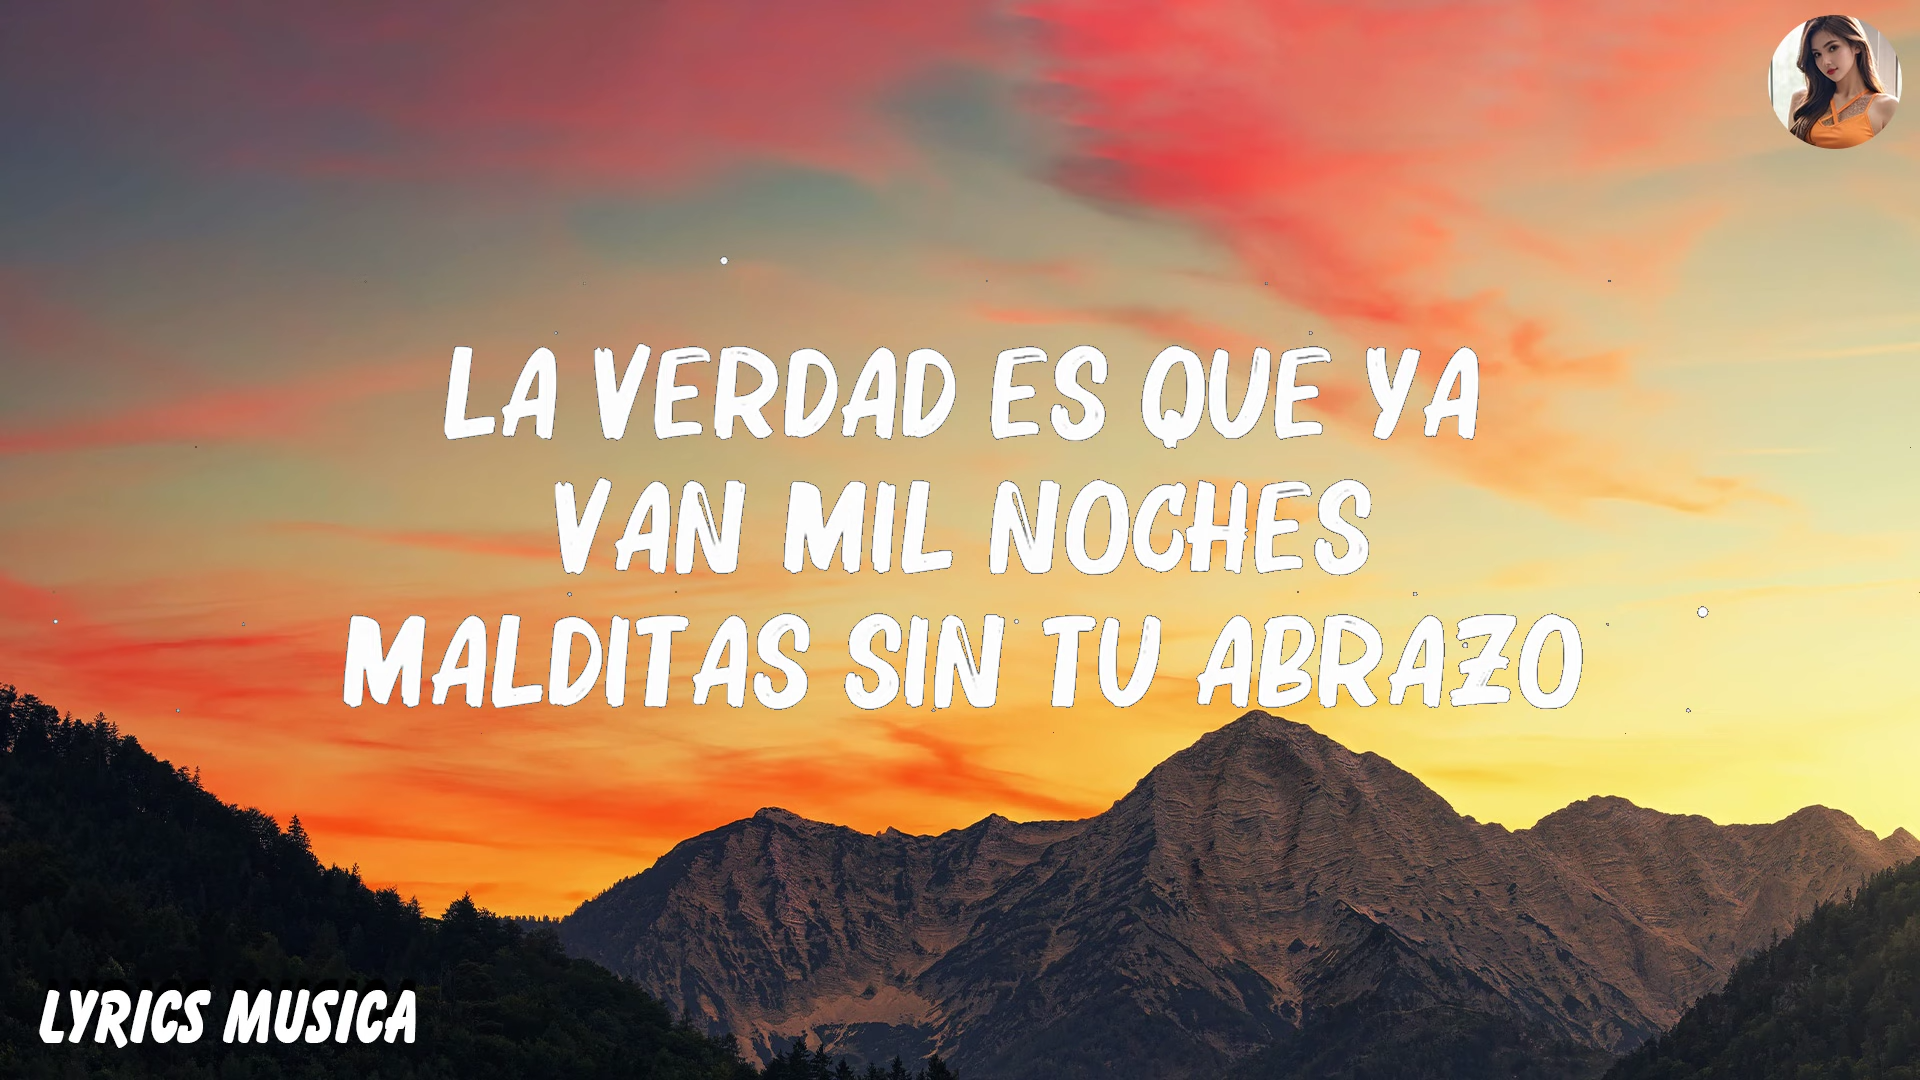 LA VERDAD ES QUE YA
VAN MIL NOCHES
MALDITAS SIN TU ABRAZO
LYRICS MUSICA